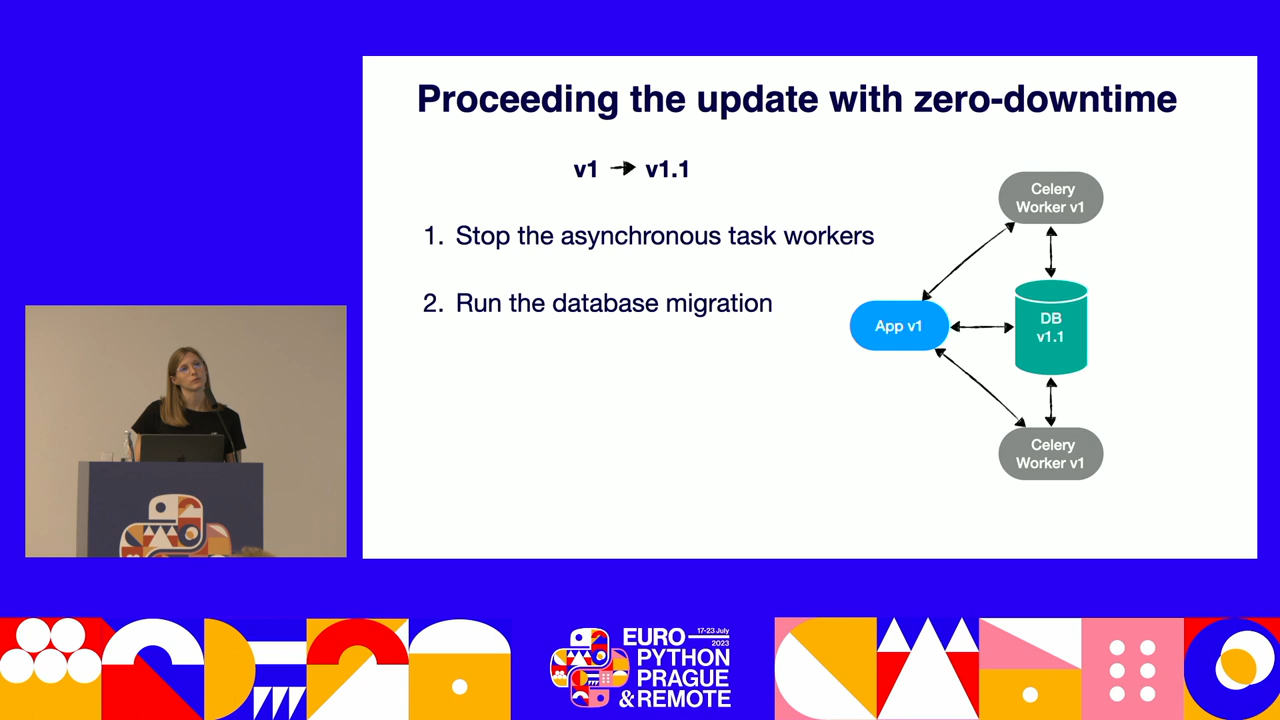 Proceeding the update with zero-downtime
v1 → v1.1
1. Stop the asynchronous task workers
2. Run the database migration
Celery
Worker v1
App v1
DB
v1.1
Celery
Worker v1
17-23 July
2023
EURO
PYTHON
PRAGUE
& REMOTE